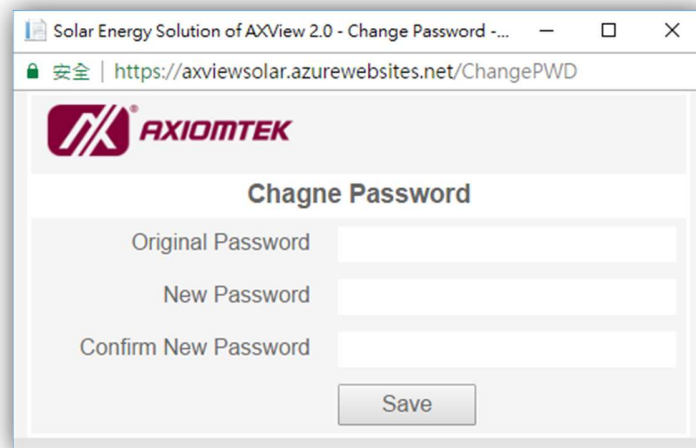 Solar Energy Solution of AXView 2.0 - Change Password -...
安全 | https://axviewsolar.azurewebsites.net/ChangePWD
AXIOMTEK
Chagne Password
Original Password
New Password
Confirm New Password
Save